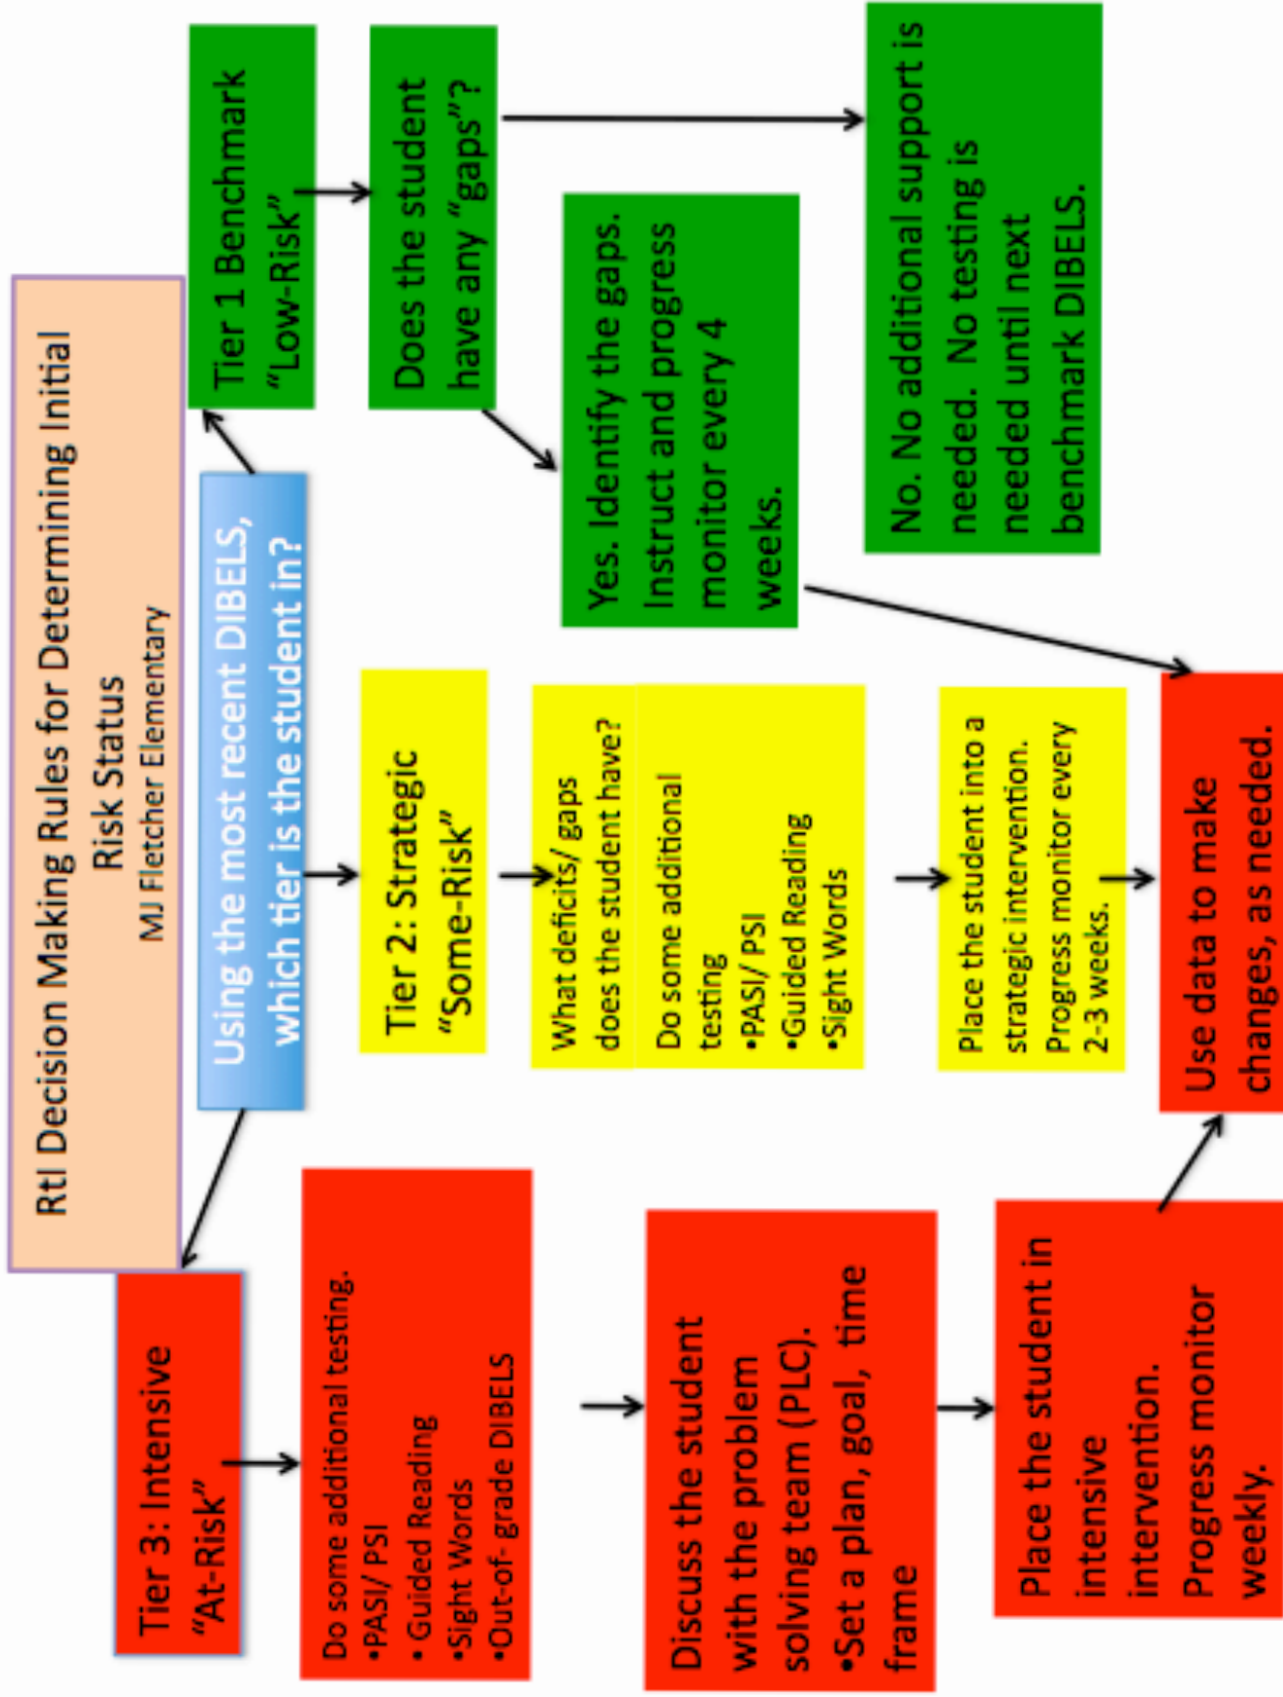 RtI Decision Making Rules for Determining Initial
Risk Status
MJ Fletcher Elementary
Using the most recent DIBELS,
which tier is the student in?
Tier 3: Intensive
“At-Risk”
Do some additional testing.
•PASI/ PSI
• Guided Reading
•Sight Words
•Out-of- grade DIBELS
Discuss the student
with the problem
solving team (PLC).
•Set a plan, goal, time
frame
Place the student in
intensive
intervention.
Progress monitor
weekly.
Tier 2: Strategic
“Some-Risk”
What deficits/ gaps
does the student have?
Do some additional
testing
•PASI/ PSI
•Guided Reading
•Sight Words
Place the student into a
strategic intervention.
Progress monitor every
2-3 weeks.
Use data to make
changes, as needed.
Tier 1 Benchmark
“Low-Risk”
Does the student
have any “gaps”?
Yes. Identify the gaps.
Instruct and progress
monitor every 4
weeks.
No. No additional support is
needed. No testing is
needed until next
benchmark DIBELS.